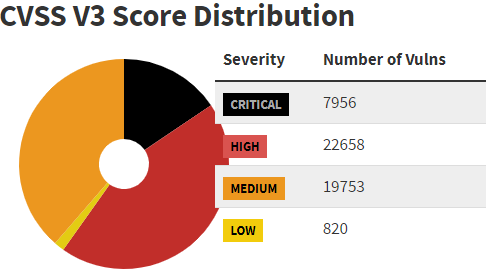 CVSS V3 Score Distribution
Severity Number of Vulns
CRITICAL 7956
HIGH 22658
MEDIUM 19753
LOW 820